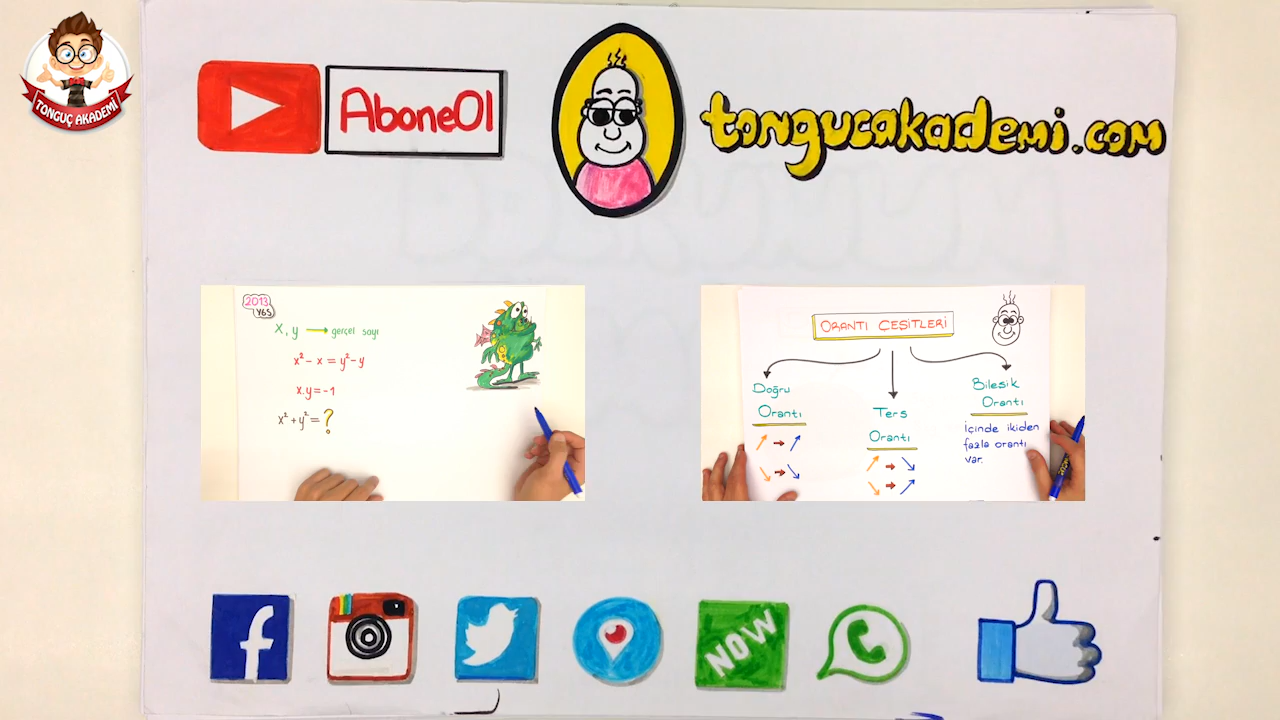 TONGUÇ AKADEMİ
AboneOl
tongucakademi.com
2013
YGS
x, y → gerçel sayı
x² - x = y² - y
x.y = -1
x² + y² = ?
ORANTI ÇEŞİTLERİ
Doğru
Orantı
Ters
Orantı
Bileşik
Orantı
İçinde ikiden
fazla orantı
var.
NOW